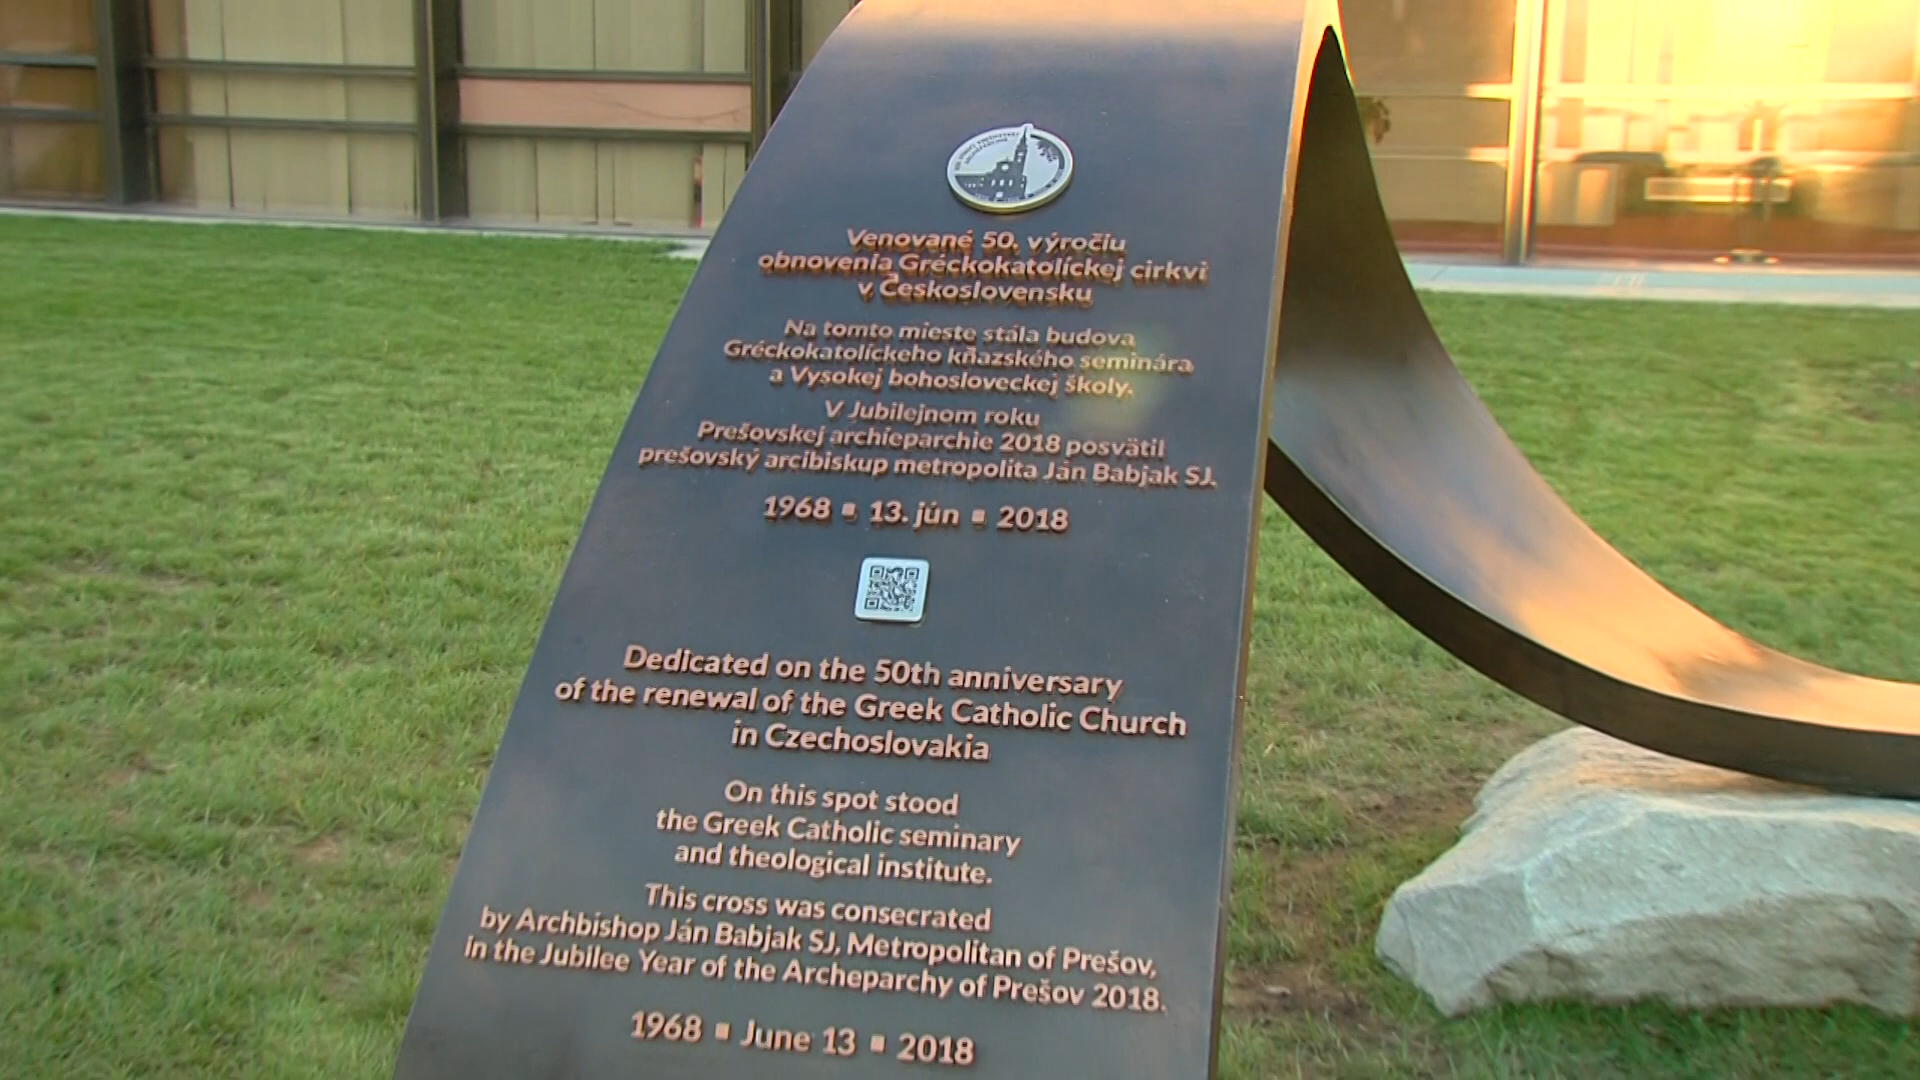 Venované 50. výročiu
obnovenia Gréckokatolíckej cirkvi
v Československu
Na tomto mieste stála budova
Gréckokatolíckeho kňazského seminára
a Vysokej bohosloveckej školy.
V Jubilejnom roku
Prešovskej archieparchie 2018 posvätil
prešovský arcibiskup metropolita Ján Babjak SJ.
1968 ▪ 13. jún ▪ 2018
Dedicated on the 50th anniversary
of the renewal of the Greek Catholic Church
in Czechoslovakia
On this spot stood
the Greek Catholic seminary
and theological institute.
This cross was consecrated
by Archbishop Ján Babjak SJ, Metropolitan of Prešov,
in the Jubilee Year of the Archeparchy of Prešov 2018.
1968 ▪ June 13 ▪ 2018